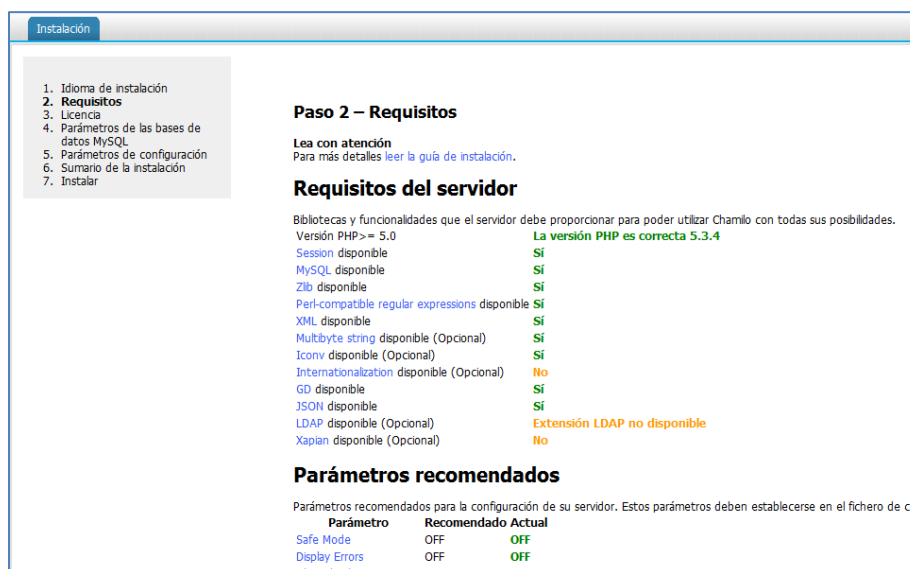 Instalación
1. Idioma de instalación
2. Requisitos
3. Licencia
4. Parámetros de las bases de
datos MySQL
5. Parámetros de configuración
6. Sumario de la instalación
7. Instalar
Paso 2 – Requisitos
Lea con atención
Para más detalles leer la guía de instalación.
Requisitos del servidor
Bibliotecas y funcionalidades que el servidor debe proporcionar para poder utilizar Chamilo con todas sus posibilidades.
Versión PHP>= 5.0 La versión PHP es correcta 5.3.4
Session disponible Sí
MySQL disponible Sí
Zlib disponible Sí
Perl-compatible regular expressions disponible Sí
XML disponible Sí
Multibyte string disponible (Opcional) Sí
Iconv disponible (Opcional) Sí
Internationalization disponible (Opcional) No
GD disponible Sí
JSON disponible Sí
LDAP disponible (Opcional) Extensión LDAP no disponible
Xapian disponible (Opcional) No
Parámetros recomendados
Parámetros recomendados para la configuración de su servidor. Estos parámetros deben establecerse en el fichero de c
Parámetro Recomendado Actual
Safe Mode OFF OFF
Display Errors OFF OFF